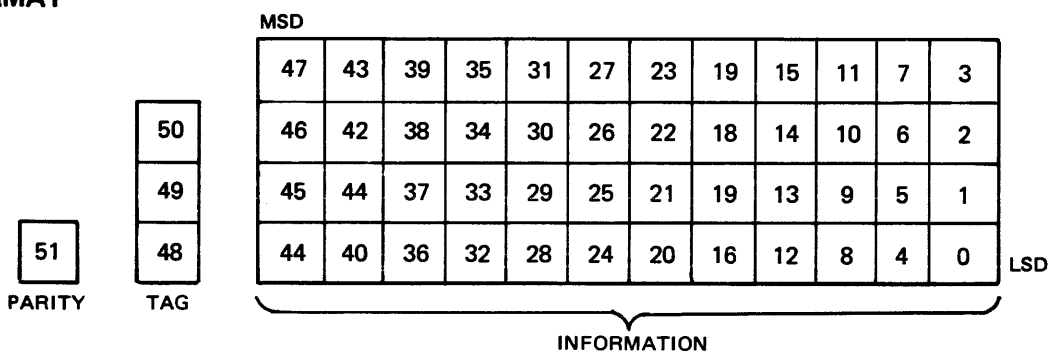 MSD
47 43 39 35 31 27 23 19 15 11 7 3
50 46 42 38 34 30 26 22 18 14 10 6 2
49 45 44 37 33 29 25 21 19 13 9 5 1
51 48 44 40 36 32 28 24 20 16 12 8 4 0 LSD
PARITY TAG
INFORMATION